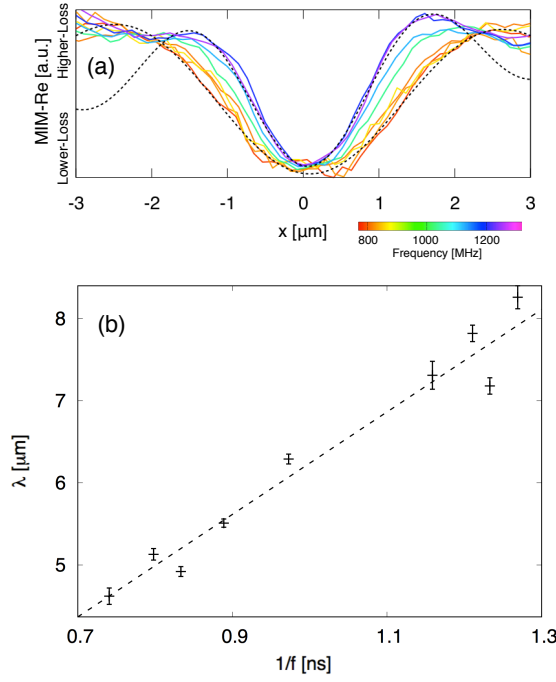 MIM-Re [a.u.]
Higher-Loss
Lower-Loss
(a)
-3 -2 -1 0 1 2 3
x [μm]
800 1000 1200
Frequency [MHz]
(b)
8
7
6
5
λ [μm]
0.7 0.9 1.1 1.3
1/f [ns]